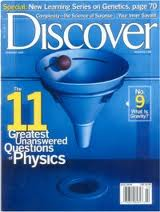 Special: New Learning Series on Genetics, page 70
Complexity—The Science of Surprise
Your Inner Savant
Discover
The
11
Greatest
Unanswered
Questions
of Physics
No.
9
What Is
Gravity?